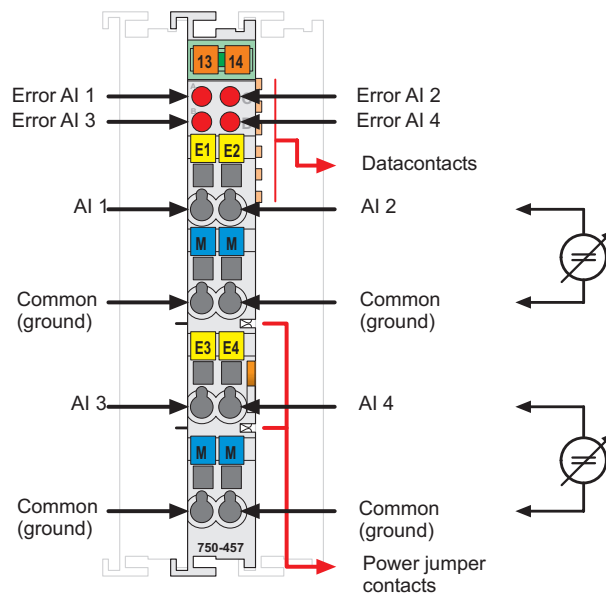 13 14
Error AI 1
A
C
Error AI 2
Error AI 3
B
Error AI 4
E1 E2
Datacontacts
AI 1
AI 2
M M
Common
(ground)
Common
(ground)
E3 E4
AI 3
AI 4
M M
Common
(ground)
Common
(ground)
750-457
Power jumper
contacts